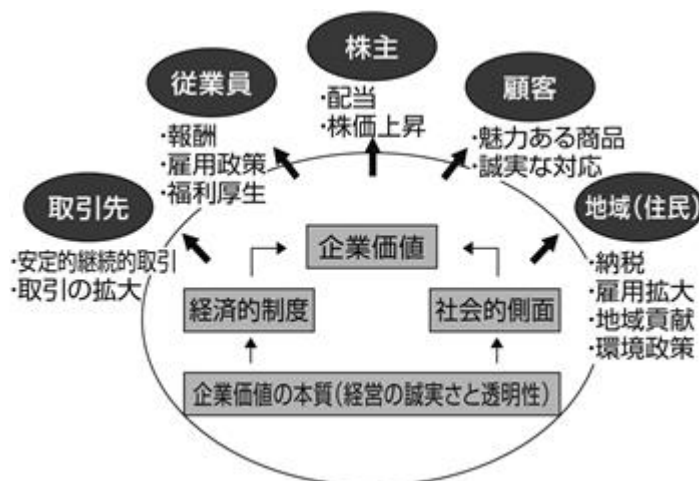 株主
・配当
・株価上昇
従業員
・報酬
・雇用政策
・福利厚生
顧客
・魅力ある商品
・誠実な対応
取引先
・安定的継続的取引
・取引の拡大
地域(住民)
・納税
・雇用拡大
・地域貢献
・環境政策
企業価値
経済的制度
社会的側面
企業価値の本質(経営の誠実さと透明性)